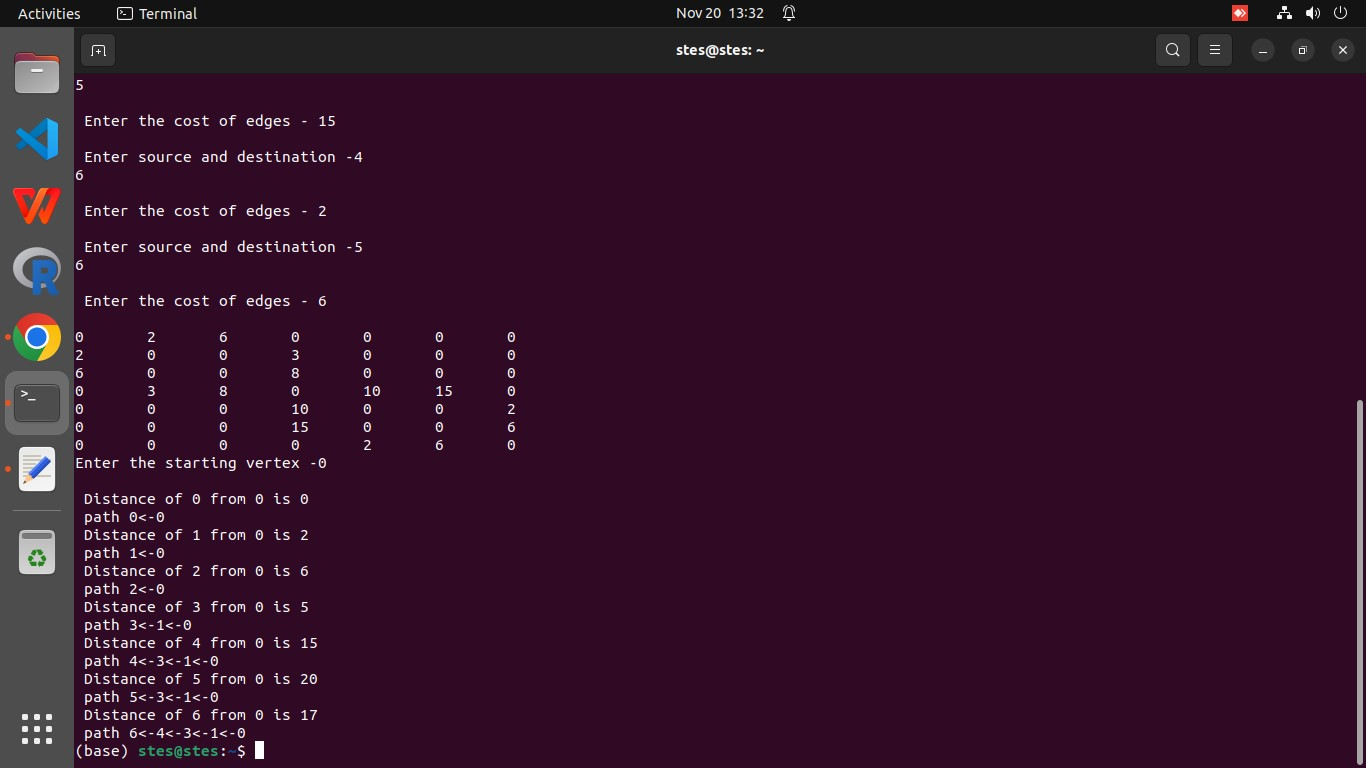 Activities Terminal Nov 20 13:32
stes@stes: ~
5
Enter the cost of edges - 15
Enter source and destination -4
6
Enter the cost of edges - 2
Enter source and destination -5
6
Enter the cost of edges - 6
0 2 6 0 0 0 0
2 0 0 3 0 0 0
6 0 0 8 0 0 0
0 3 8 0 10 15 0
0 0 0 10 0 0 2
0 0 0 15 0 0 6
0 0 0 0 2 6 0
Enter the starting vertex -0
Distance of 0 from 0 is 0
path 0<-0
Distance of 1 from 0 is 2
path 1<-0
Distance of 2 from 0 is 6
path 2<-0
Distance of 3 from 0 is 5
path 3<-1<-0
Distance of 4 from 0 is 15
path 4<-3<-1<-0
Distance of 5 from 0 is 20
path 5<-3<-1<-0
Distance of 6 from 0 is 17
path 6<-4<-3<-1<-0
(base) stes@stes:~$